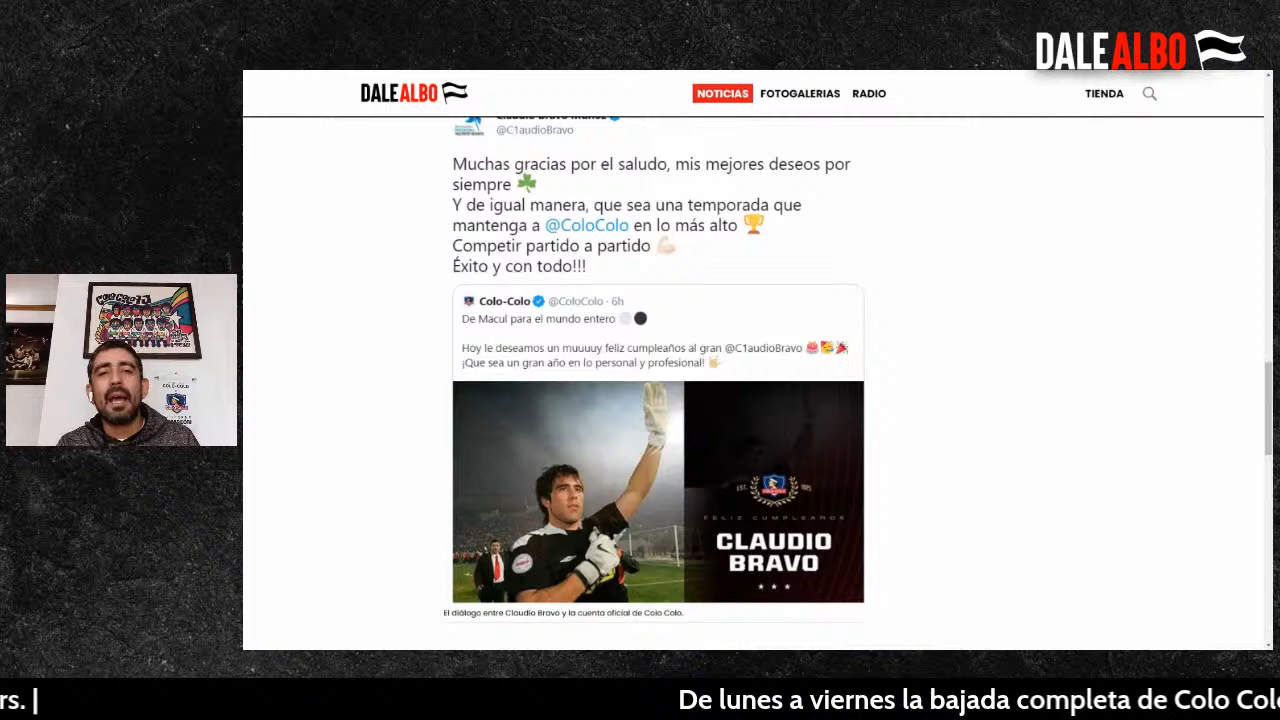 DALEALBO
DALEALBO
NOTICIAS FOTOGALERIAS RADIO
TIENDA
@C1audioBravo
Muchas gracias por el saludo, mis mejores deseos por
siempre ☘️
Y de igual manera, que sea una temporada que
mantenga a @ColoColo en lo más alto 🏆
Competir partido a partido 💪🏻
Éxito y con todo!!!
Colo-Colo @ColoColo · 6h
De Macul para el mundo entero ⚪⚫
Hoy le deseamos un muuuuy feliz cumpleaños al gran @C1audioBravo 🎂🥳🎉
¡Que sea un gran año en lo personal y profesional!
EST. 1925
FELIZ CUMPLEAÑOS
CLAUDIO
BRAVO
El diálogo entre Claudio Bravo y la cuenta oficial de Colo Colo.
COLO-COLO
rs. |
De lunes a viernes la bajada completa de Colo Colo